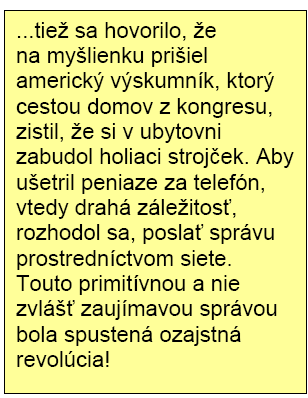 ...tiež sa hovorilo, že
na myšlienku prišiel
americký výskumník, ktorý
cestou domov z kongresu,
zistil, že si v ubytovni
zabudol holiaci strojček. Aby
ušetril peniaze za telefón,
vtedy drahá záležitosť,
rozhodol sa, poslať správu
prostredníctvom siete.
Touto primitívnou a nie
zvlášť zaujímavou správou
bola spustená ozajstná
revolúcia!